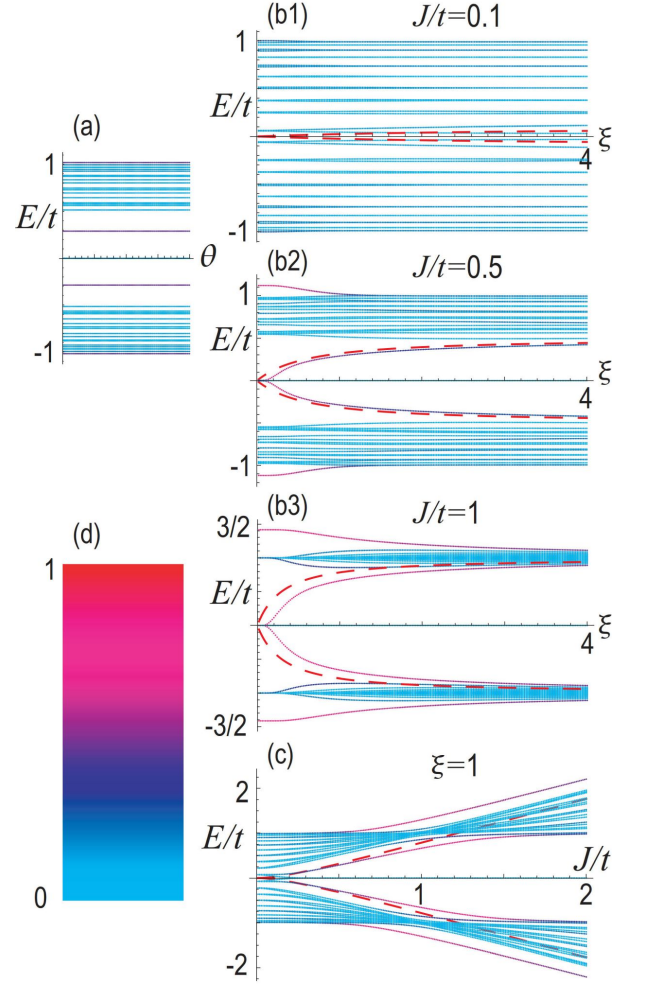 (b1) J/t=0.1
1
E/t
ξ
4
-1
(a)
1
E/t
θ
-1
(b2) J/t=0.5
1
E/t
ξ
4
-1
(b3) J/t=1
3/2
E/t
ξ
4
-3/2
(d)
1
0
(c) ξ=1
2
E/t
J/t
1
2
-2